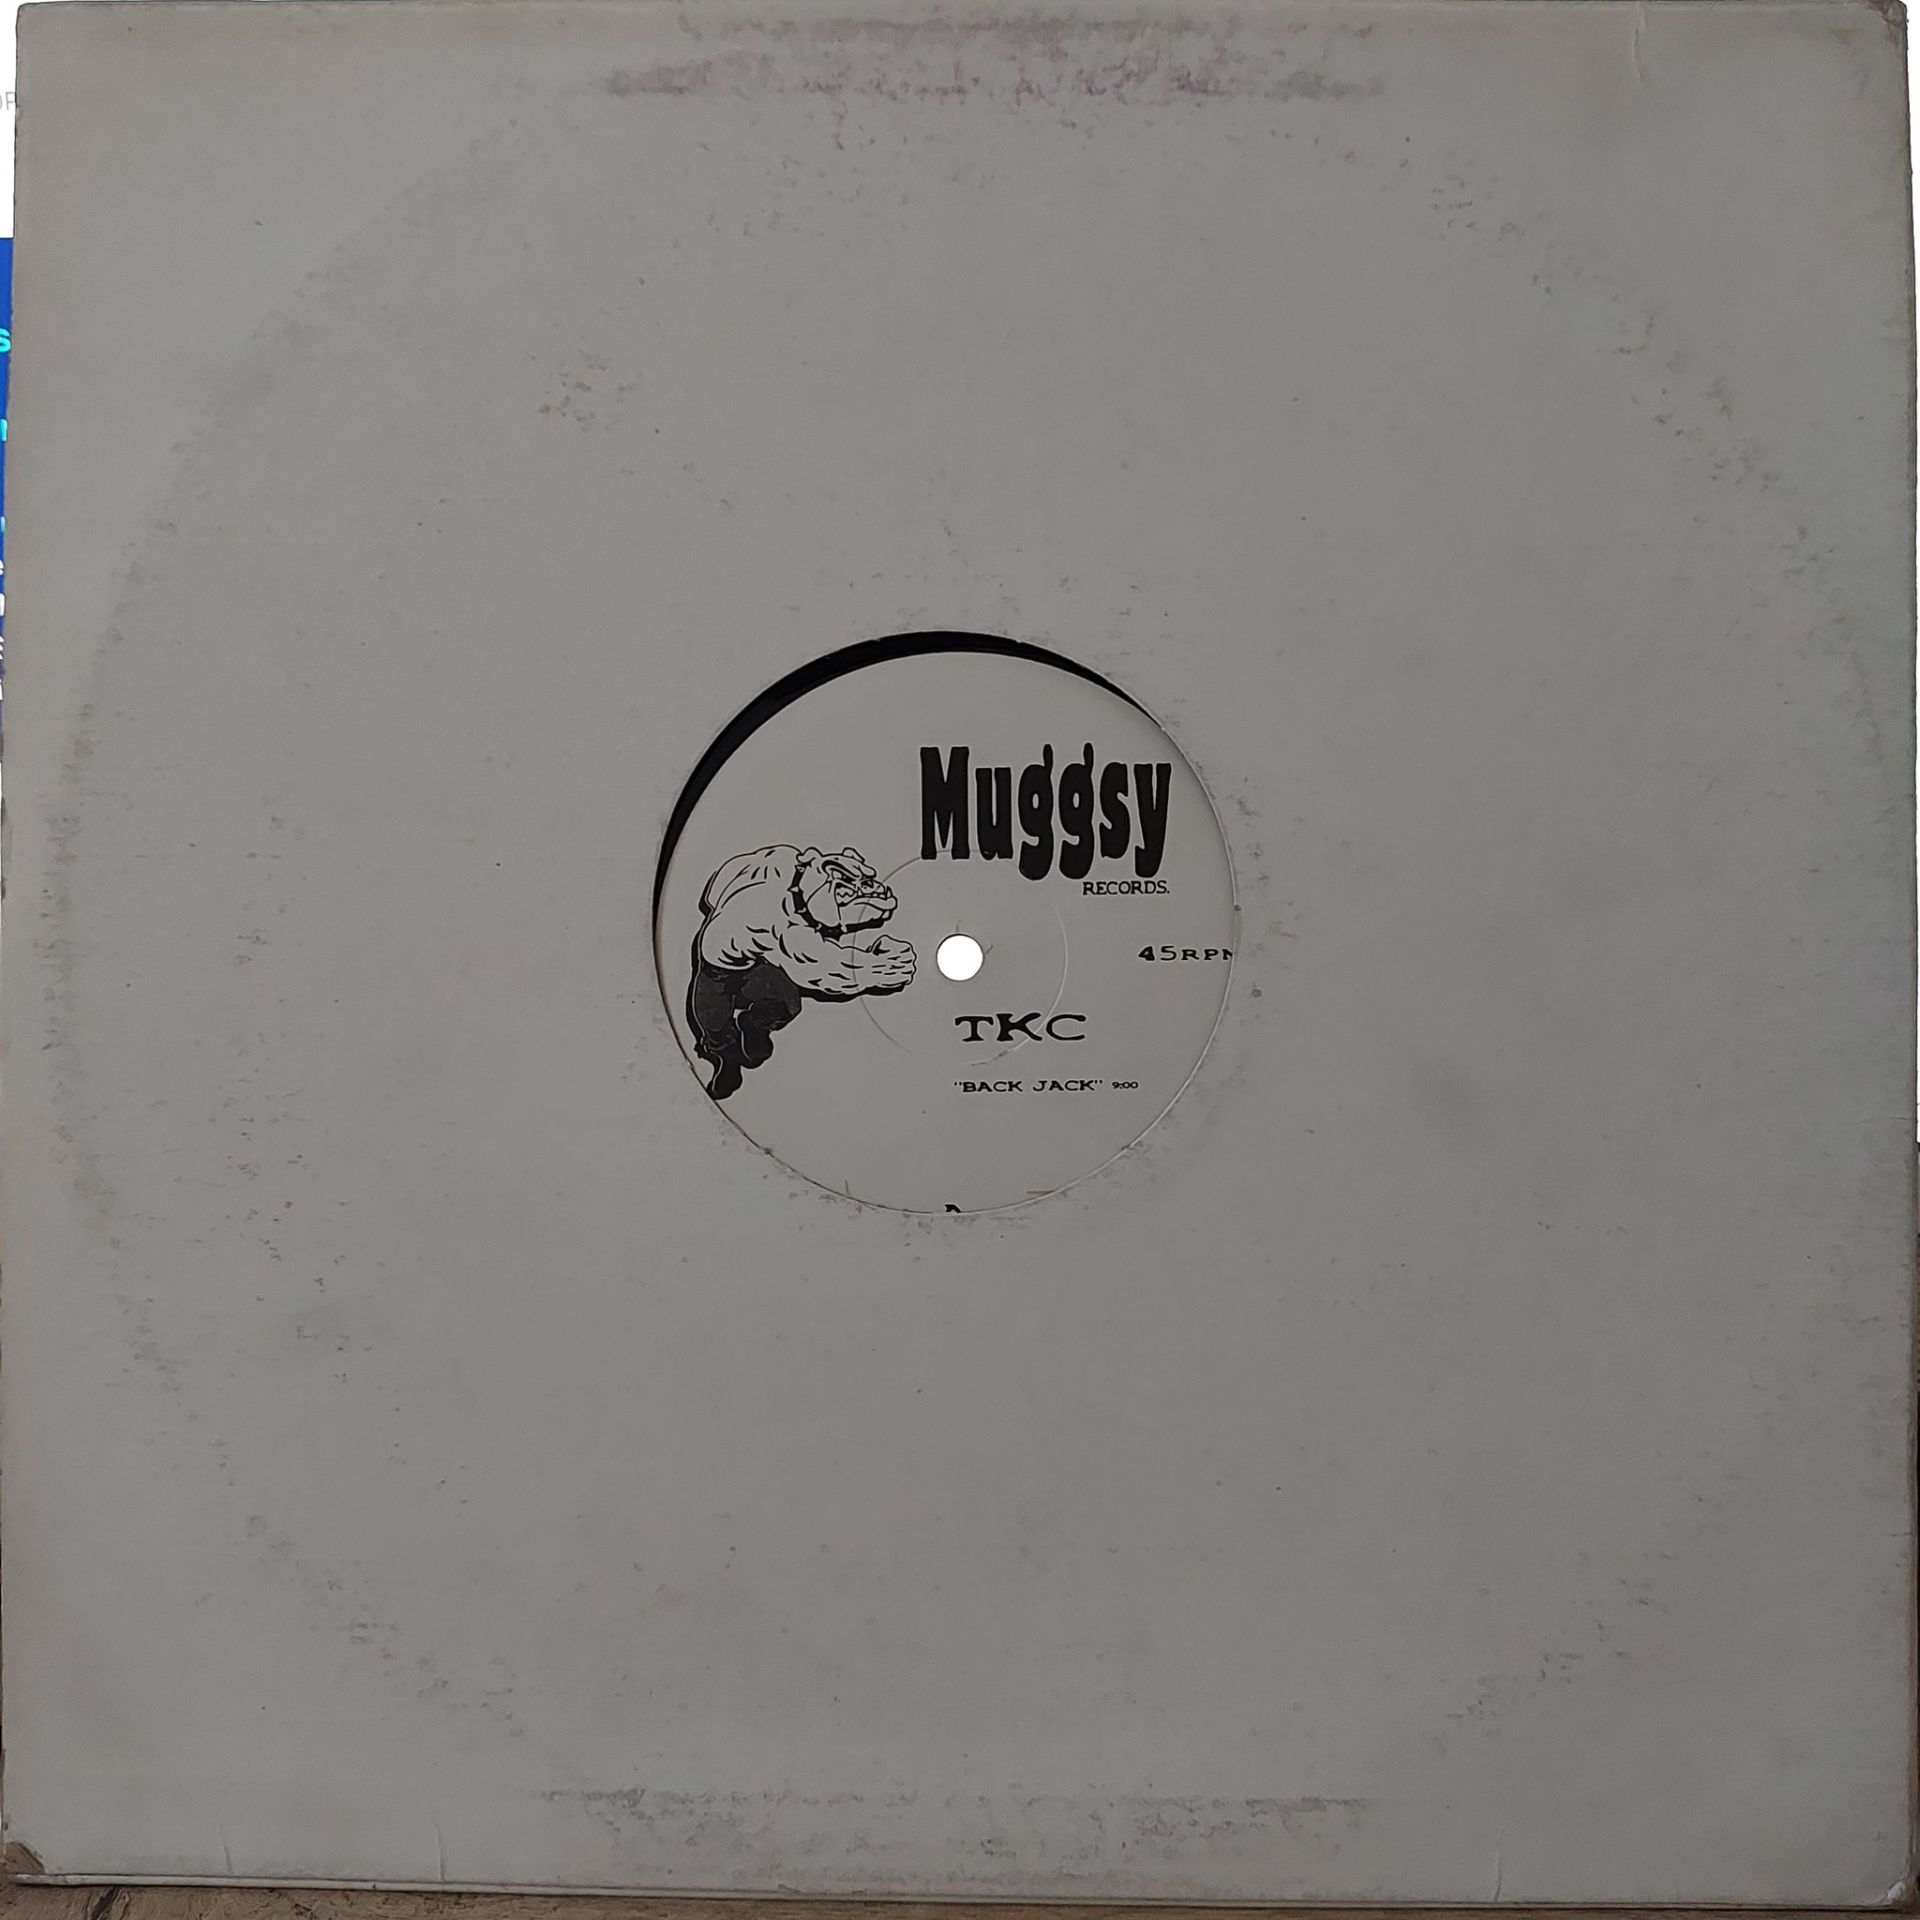 Muggsy
RECORDS.
45RPM
TKC
"BACK JACK" 9:00